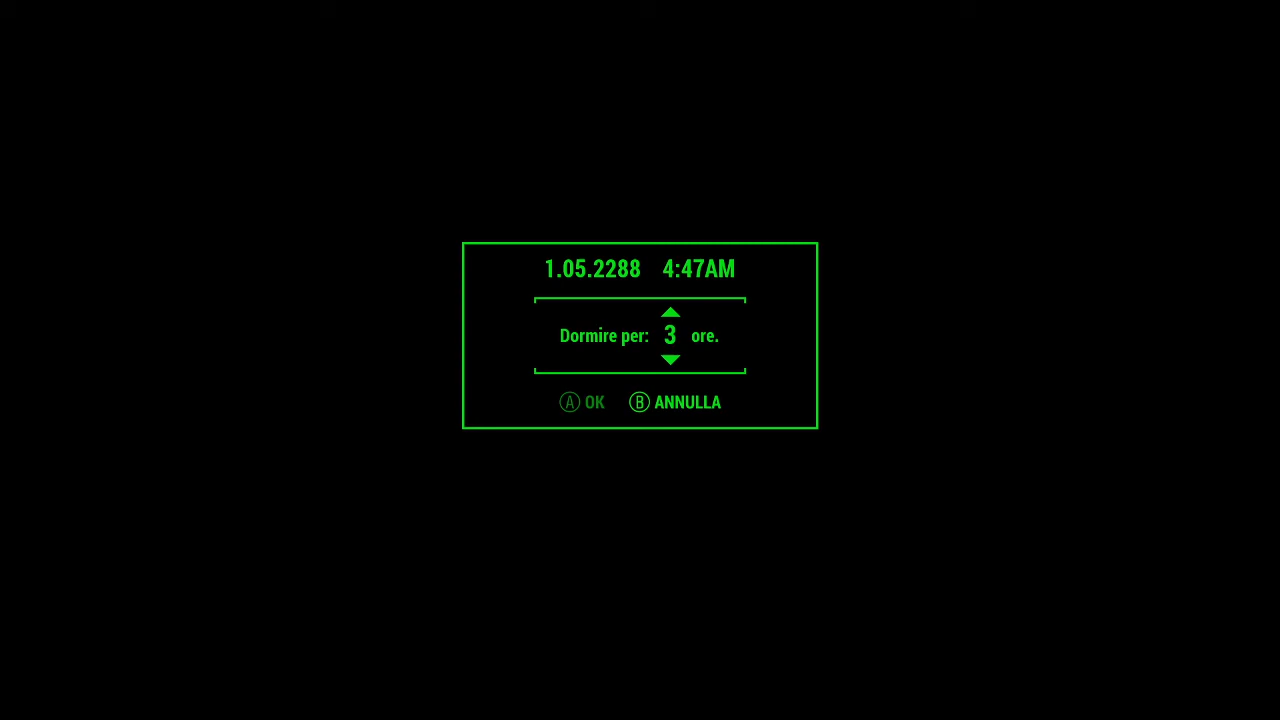 1.05.2288 4:47AM
Dormire per: 3 ore.
Ⓐ OK Ⓑ ANNULLA